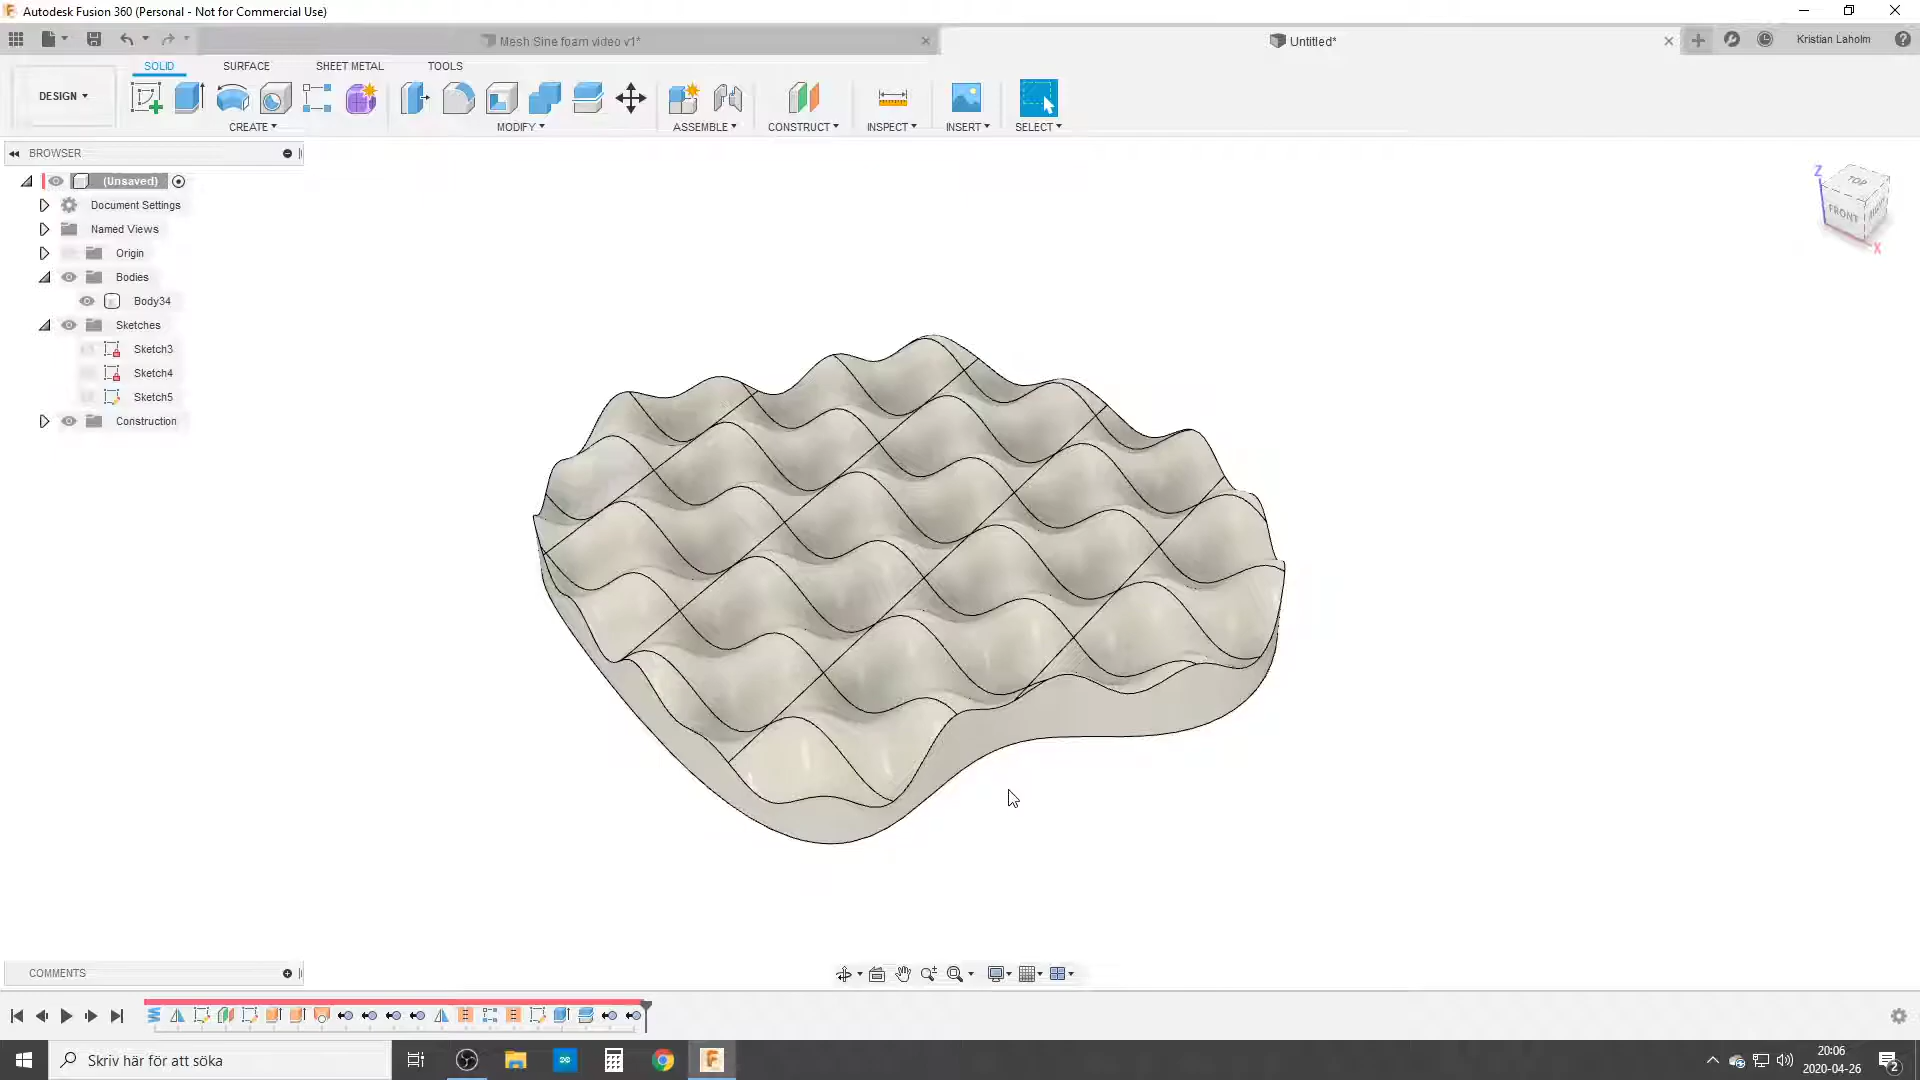 Autodesk Fusion 360 (Personal - Not for Commercial Use)
Mesh Sine foam video v1*
Untitled*
Kristian Laholm
DESIGN
SOLID
SURFACE
SHEET METAL
TOOLS
CREATE
MODIFY
ASSEMBLE
CONSTRUCT
INSPECT
INSERT
SELECT
BROWSER
(Unsaved)
Document Settings
Named Views
Origin
Bodies
Body34
Sketches
Sketch3
Sketch4
Sketch5
Construction
Z
TOP
FRONT
RIGHT
X
COMMENTS
Skriv här för att söka
20:06
2020-04-26
2